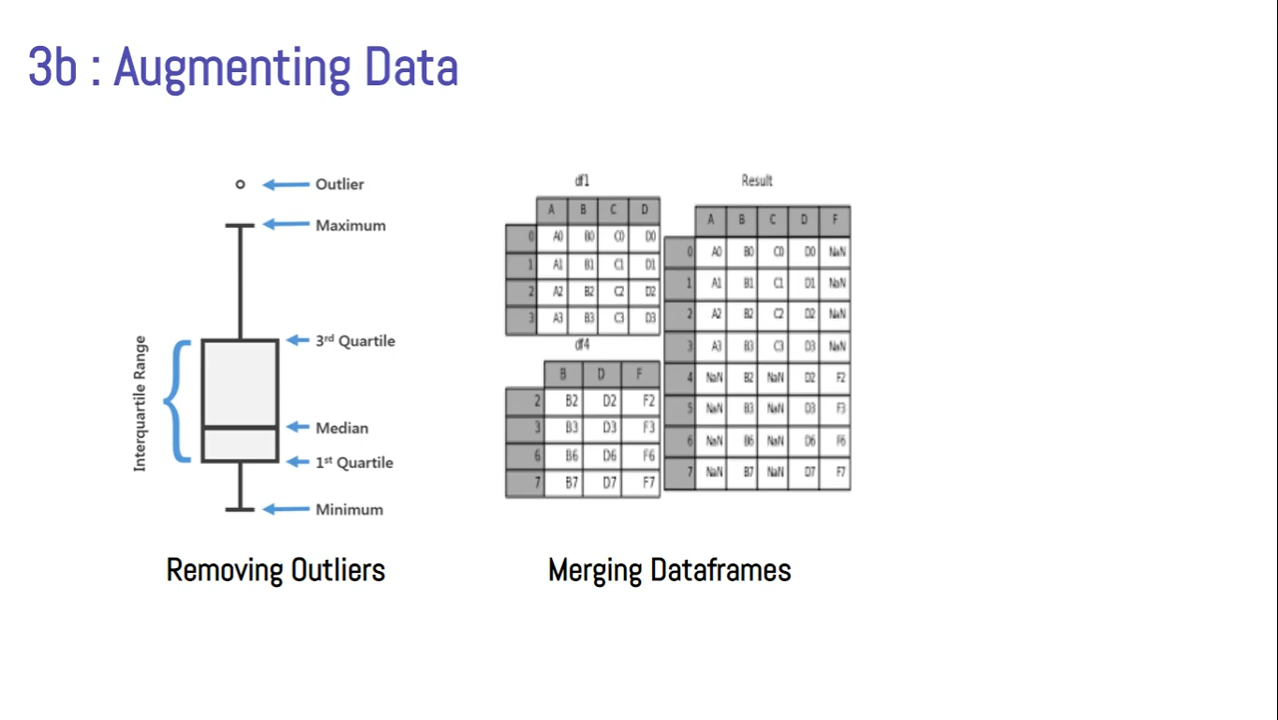 3b : Augmenting Data
Outlier
Maximum
3rd Quartile
Median
1st Quartile
Minimum
Interquartile Range
Removing Outliers
df1
A B C D
0 A0 B0 C0 D0
1 A1 B1 C1 D1
2 A2 B2 C2 D2
3 A3 B3 C3 D3
df4
B D F
2 B2 D2 F2
3 B3 D3 F3
6 B6 D6 F6
7 B7 D7 F7
Result
A B C D F
0 A0 B0 C0 D0 NaN
1 A1 B1 C1 D1 NaN
2 A2 B2 C2 D2 NaN
3 A3 B3 C3 D3 NaN
4 NaN B2 NaN D2 F2
5 NaN B3 NaN D3 F3
6 NaN B6 NaN D6 F6
7 NaN B7 NaN D7 F7
Merging Dataframes